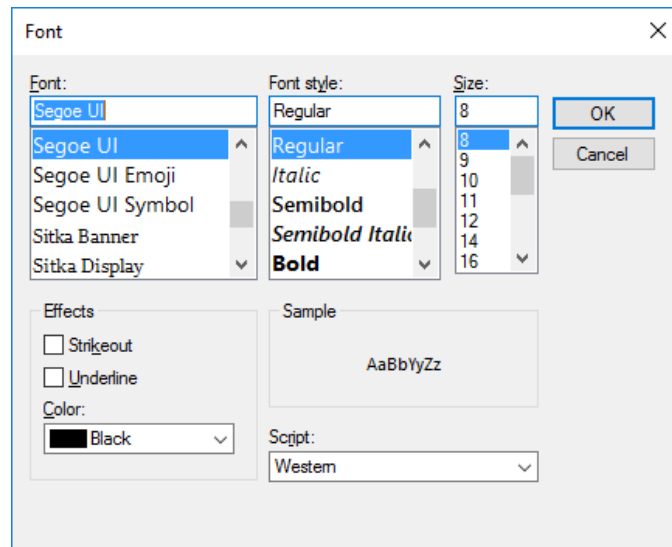 Font
Font:
Font style:
Size:
Segoe UI
Regular
8
OK
Cancel
Segoe UI
Segoe UI Emoji
Segoe UI Symbol
Sitka Banner
Sitka Display
Regular
Italic
Semibold
Semibold Italic
Bold
8
9
10
11
12
14
16
Effects
Strikeout
Underline
Color:
Black
Sample
AaBbYyZz
Script:
Western